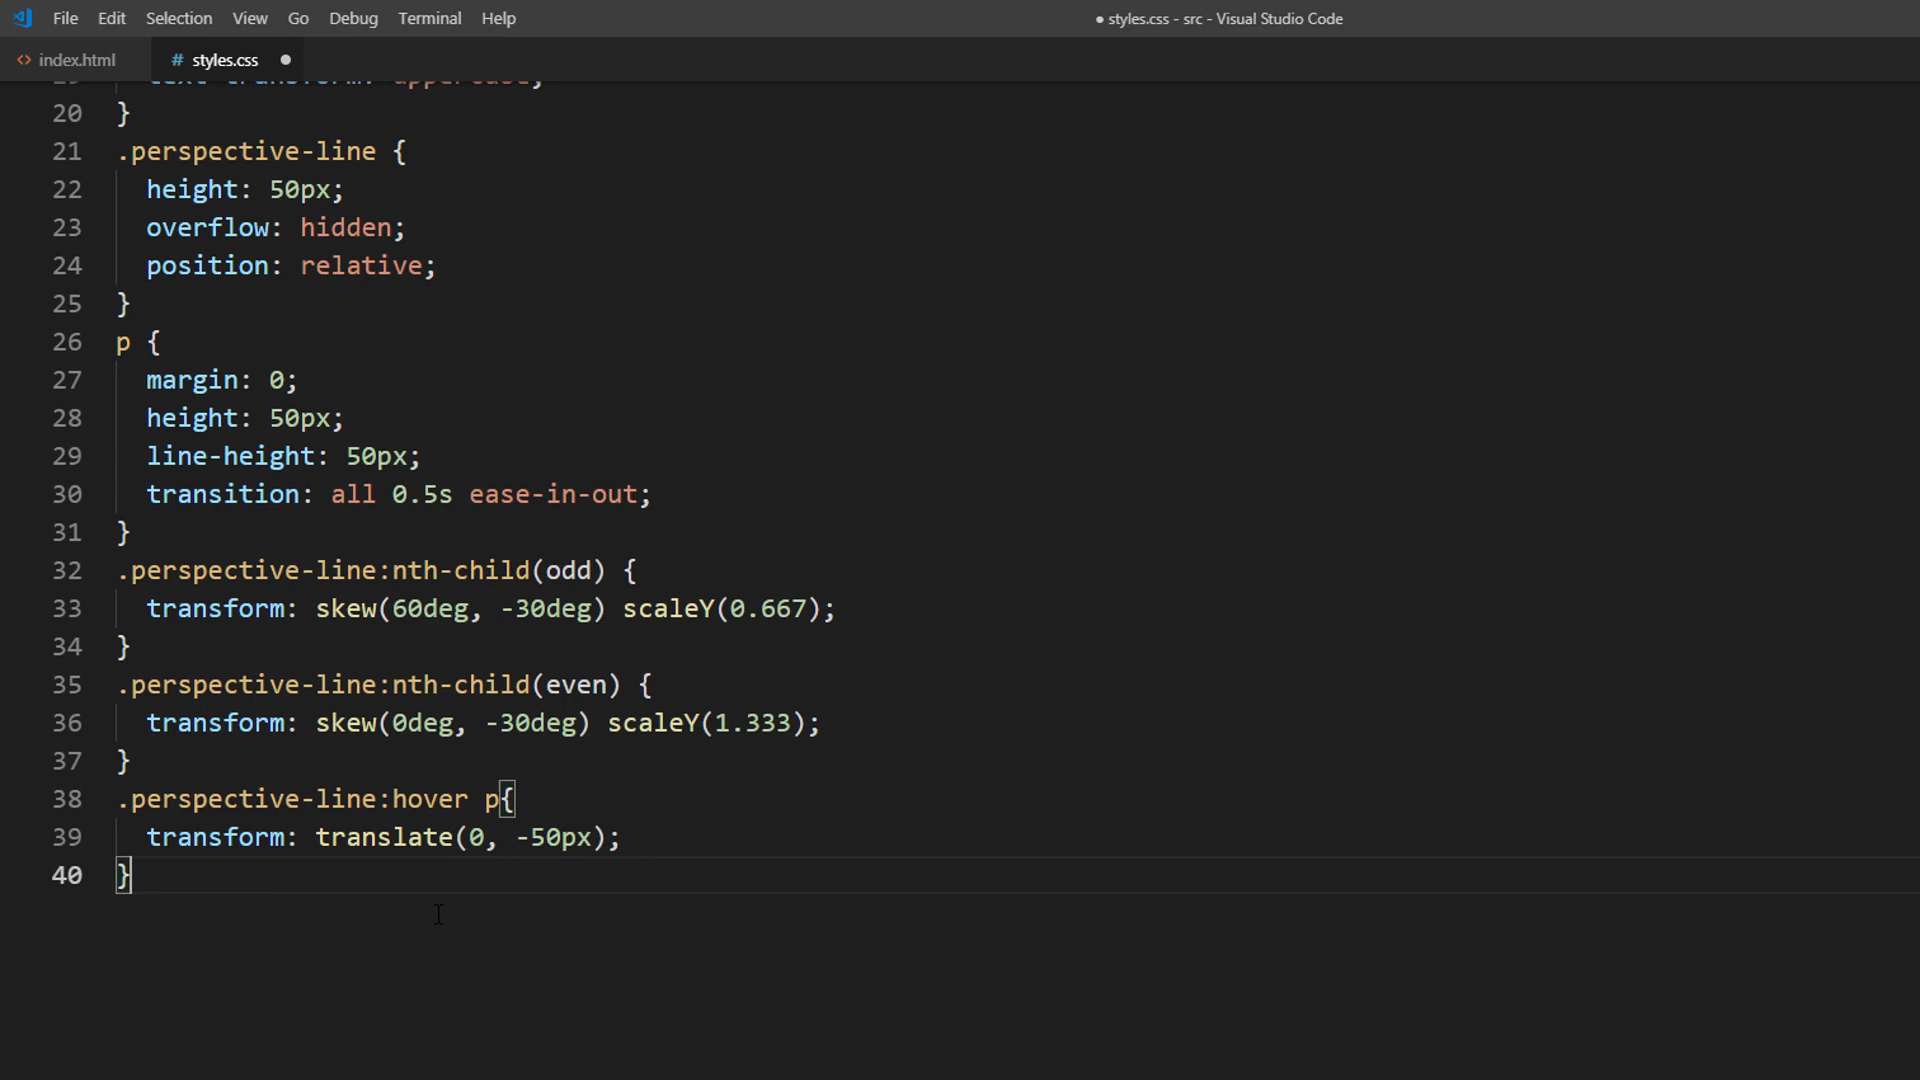 File Edit Selection View Go Debug Terminal Help
● styles.css - src - Visual Studio Code
<> index.html
# styles.css ●
20 }
21 .perspective-line {
22   height: 50px;
23   overflow: hidden;
24   position: relative;
25 }
26 p {
27   margin: 0;
28   height: 50px;
29   line-height: 50px;
30   transition: all 0.5s ease-in-out;
31 }
32 .perspective-line:nth-child(odd) {
33   transform: skew(60deg, -30deg) scaleY(0.667);
34 }
35 .perspective-line:nth-child(even) {
36   transform: skew(0deg, -30deg) scaleY(1.333);
37 }
38 .perspective-line:hover p{
39   transform: translate(0, -50px);
40 }